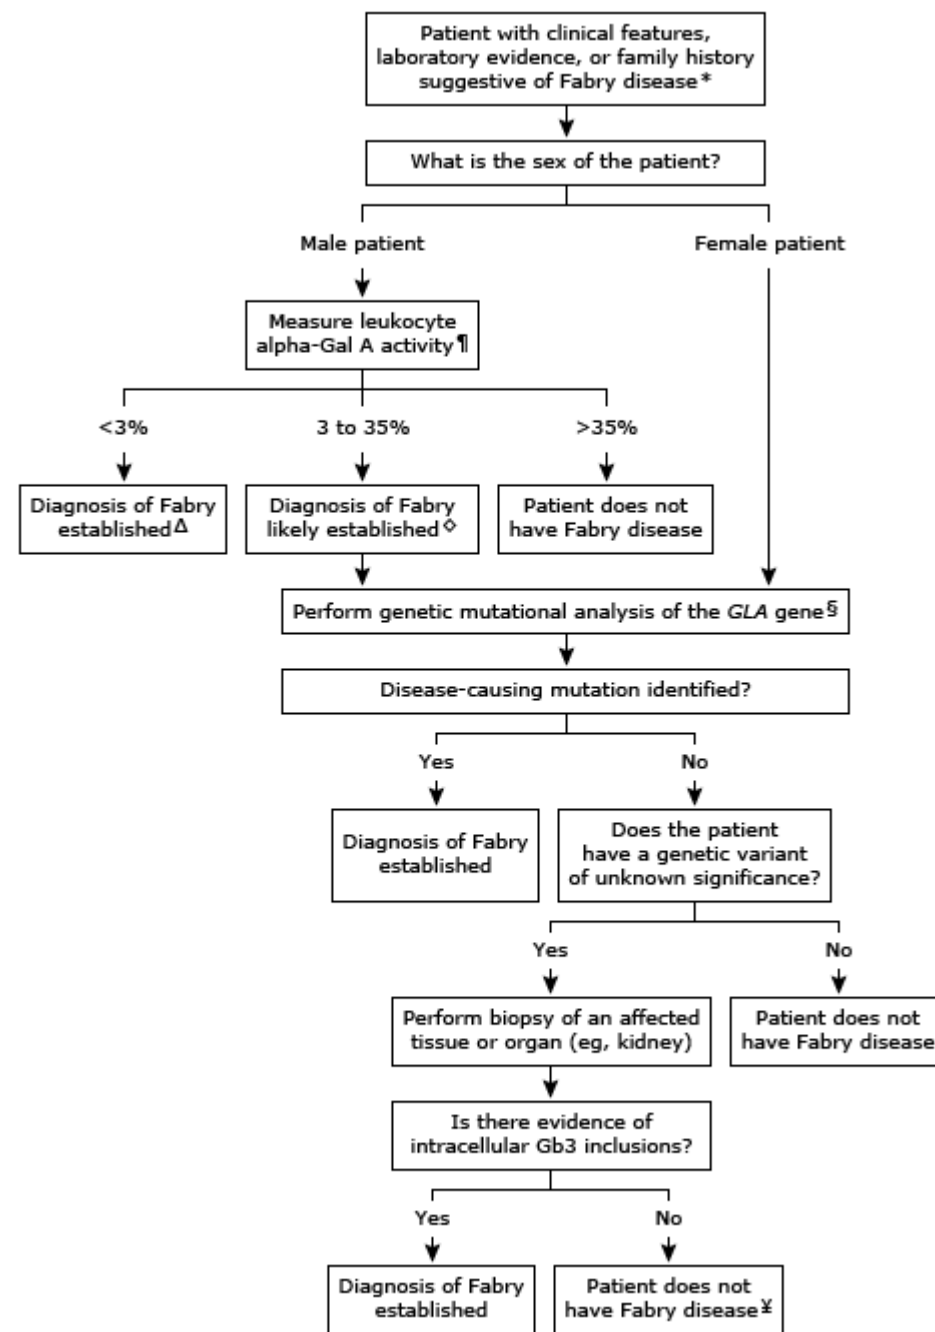 Patient with clinical features,
laboratory evidence, or family history
suggestive of Fabry disease*
What is the sex of the patient?
Male patient
Female patient
Measure leukocyte
alpha-Gal A activity¶
<3%
3 to 35%
>35%
Diagnosis of Fabry
establishedΔ
Diagnosis of Fabry
likely established◇
Patient does not
have Fabry disease
Perform genetic mutational analysis of the GLA gene§
Disease-causing mutation identified?
Yes
No
Diagnosis of Fabry
established
Does the patient
have a genetic variant
of unknown significance?
Yes
No
Perform biopsy of an affected
tissue or organ (eg, kidney)
Patient does not
have Fabry disease
Is there evidence of
intracellular Gb3 inclusions?
Yes
No
Diagnosis of Fabry
established
Patient does not
have Fabry disease¥